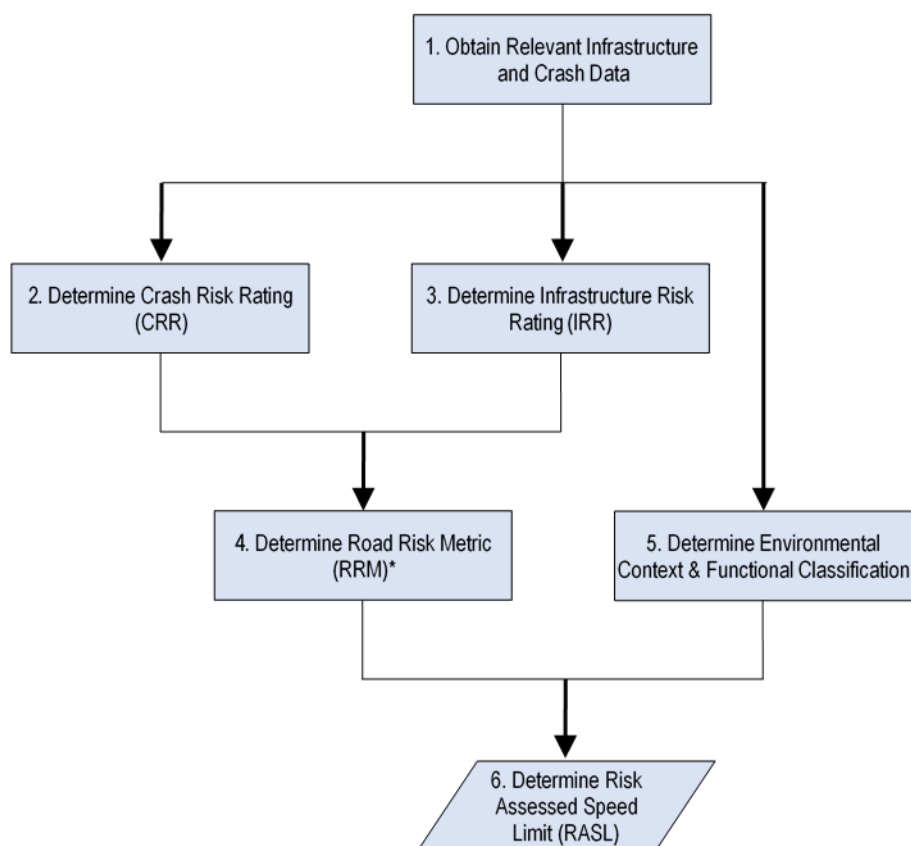 1. Obtain Relevant Infrastructure
and Crash Data
2. Determine Crash Risk Rating
(CRR)
3. Determine Infrastructure Risk
Rating (IRR)
4. Determine Road Risk Metric
(RRM)*
5. Determine Environmental
Context & Functional Classification
6. Determine Risk
Assessed Speed
Limit (RASL)